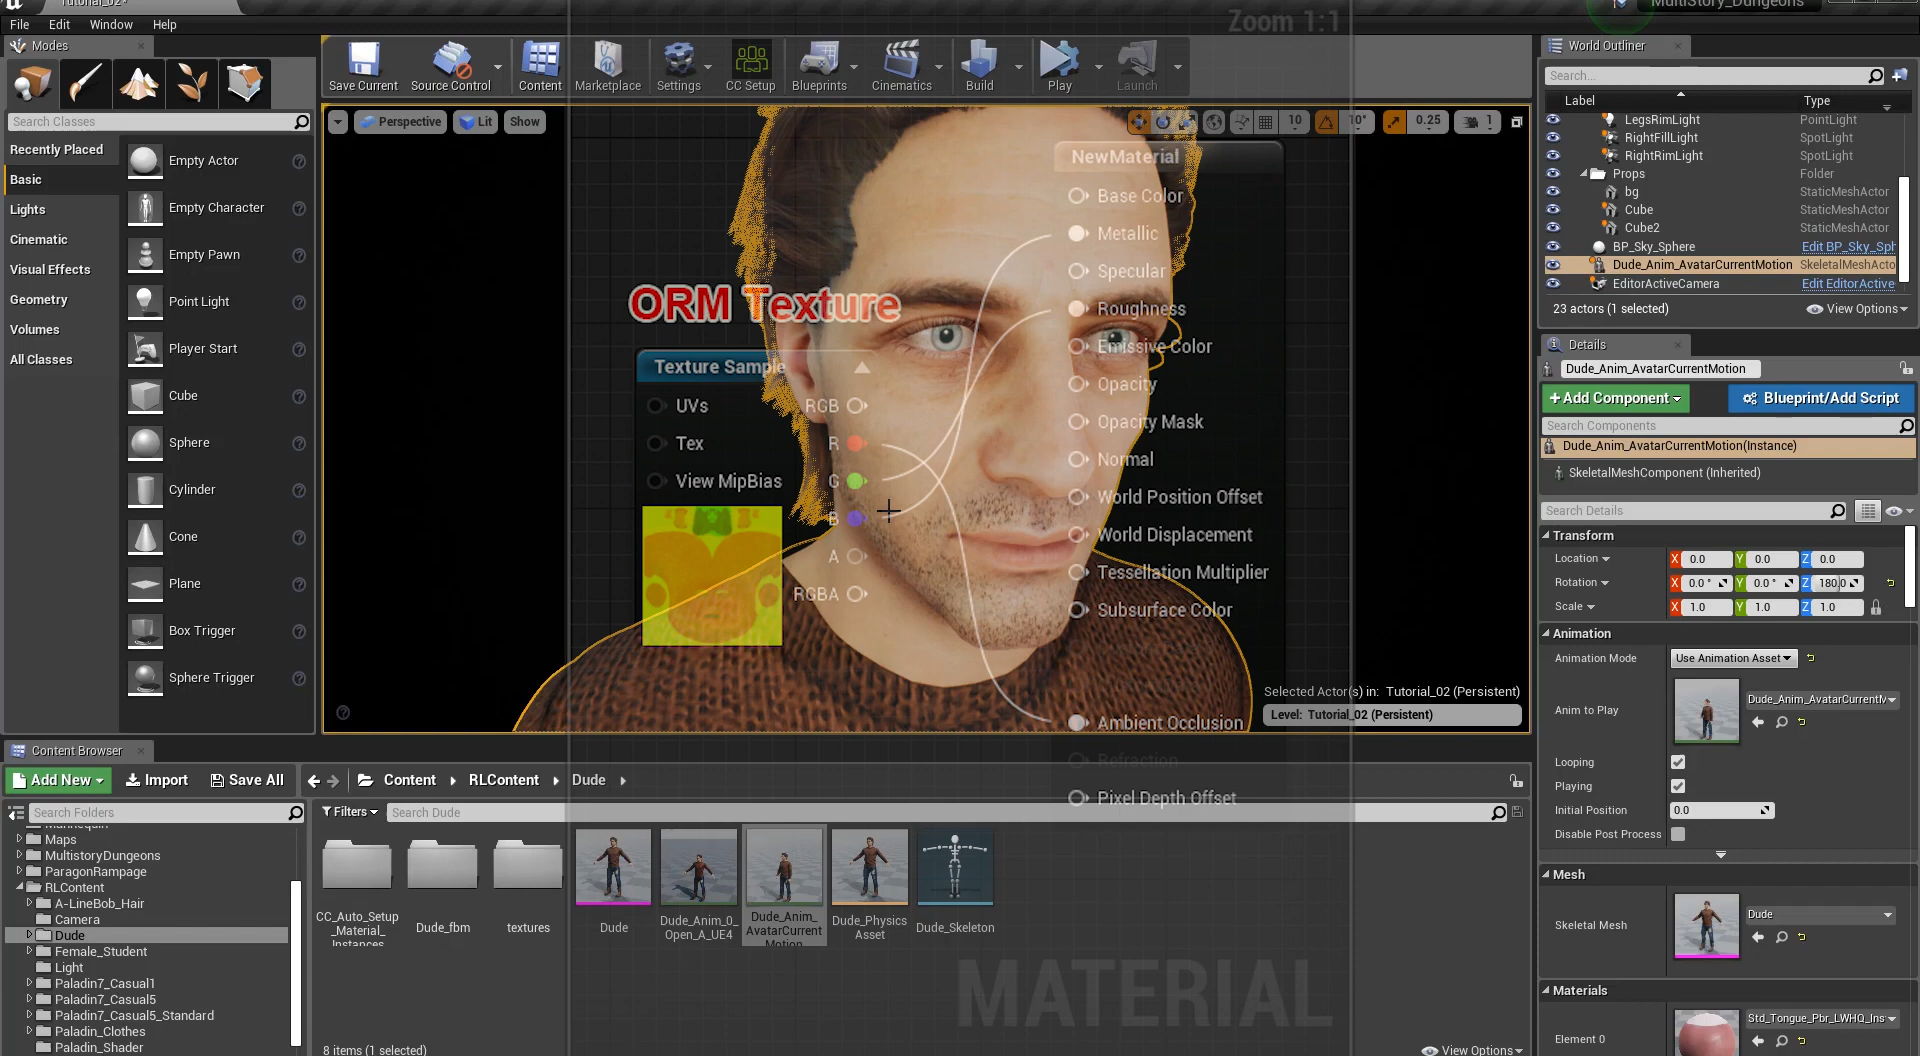 Tutorial_02*
Zoom 1:1
MultiStory_Dungeons
File Edit Window Help
Modes
World Outliner
Search...
Save Current
Source Control
Content
Marketplace
Settings
CC Setup
Blueprints
Cinematics
Build
Play
Launch
Label
Type
Search Classes
Recently Placed
Basic
Lights
Cinematic
Visual Effects
Geometry
Volumes
All Classes
Empty Actor
Empty Character
Empty Pawn
Point Light
Player Start
Cube
Sphere
Cylinder
Cone
Plane
Box Trigger
Sphere Trigger
Perspective
Lit
Show
10
10°
0.25
1
ORM Texture
Texture Sample
UVs
Tex
View MipBias
RGB
R
G
B
A
RGBA
NewMaterial
Base Color
Metallic
Specular
Roughness
Emissive Color
Opacity
Opacity Mask
Normal
World Position Offset
World Displacement
Tessellation Multiplier
Subsurface Color
Ambient Occlusion
Refraction
Pixel Depth Offset
Selected Actor(s) in: Tutorial_02 (Persistent)
Level: Tutorial_02 (Persistent)
LegsRimLight PointLight
RightFillLight SpotLight
RightRimLight SpotLight
Props Folder
bg StaticMeshActor
Cube StaticMeshActor
Cube2 StaticMeshActor
BP_Sky_Sphere Edit BP_Sky_Sph
Dude_Anim_AvatarCurrentMotion SkeletalMeshActo
EditorActiveCamera Edit EditorActive
23 actors (1 selected)
View Options
Details
Dude_Anim_AvatarCurrentMotion
+Add Component
Blueprint/Add Script
Search Components
Dude_Anim_AvatarCurrentMotion(Instance)
SkeletalMeshComponent (Inherited)
Search Details
Transform
Location X 0.0 Y 0.0 Z 0.0
Rotation X 0.0 ° Y 0.0 ° Z 180.0
Scale X 1.0 Y 1.0 Z 1.0
Animation
Animation Mode Use Animation Asset
Anim to Play Dude_Anim_AvatarCurrentM
Looping
Playing
Initial Position 0.0
Disable Post Process
Mesh
Skeletal Mesh Dude
Materials
Std_Tongue_Pbr_LWHQ_Ins
Element 0
Content Browser
Add New
Import
Save All
Content
RLContent
Dude
Search Folders
Filters
Search Dude
Mannequin
Maps
MultistoryDungeons
ParagonRampage
RLContent
A-LineBob_Hair
Camera
Dude
Female_Student
Light
Paladin7_Casual1
Paladin7_Casual5
Paladin7_Casual5_Standard
Paladin_Clothes
Paladin_Shader
CC_Auto_Setup
_Material_
Instances
Dude_fbm
textures
Dude
Dude_Anim_0_
Open_A_UE4
Dude_Anim_
AvatarCurrent
Motion
Dude_Physics
Asset
Dude_Skeleton
MATERIAL
8 items (1 selected)
View Options